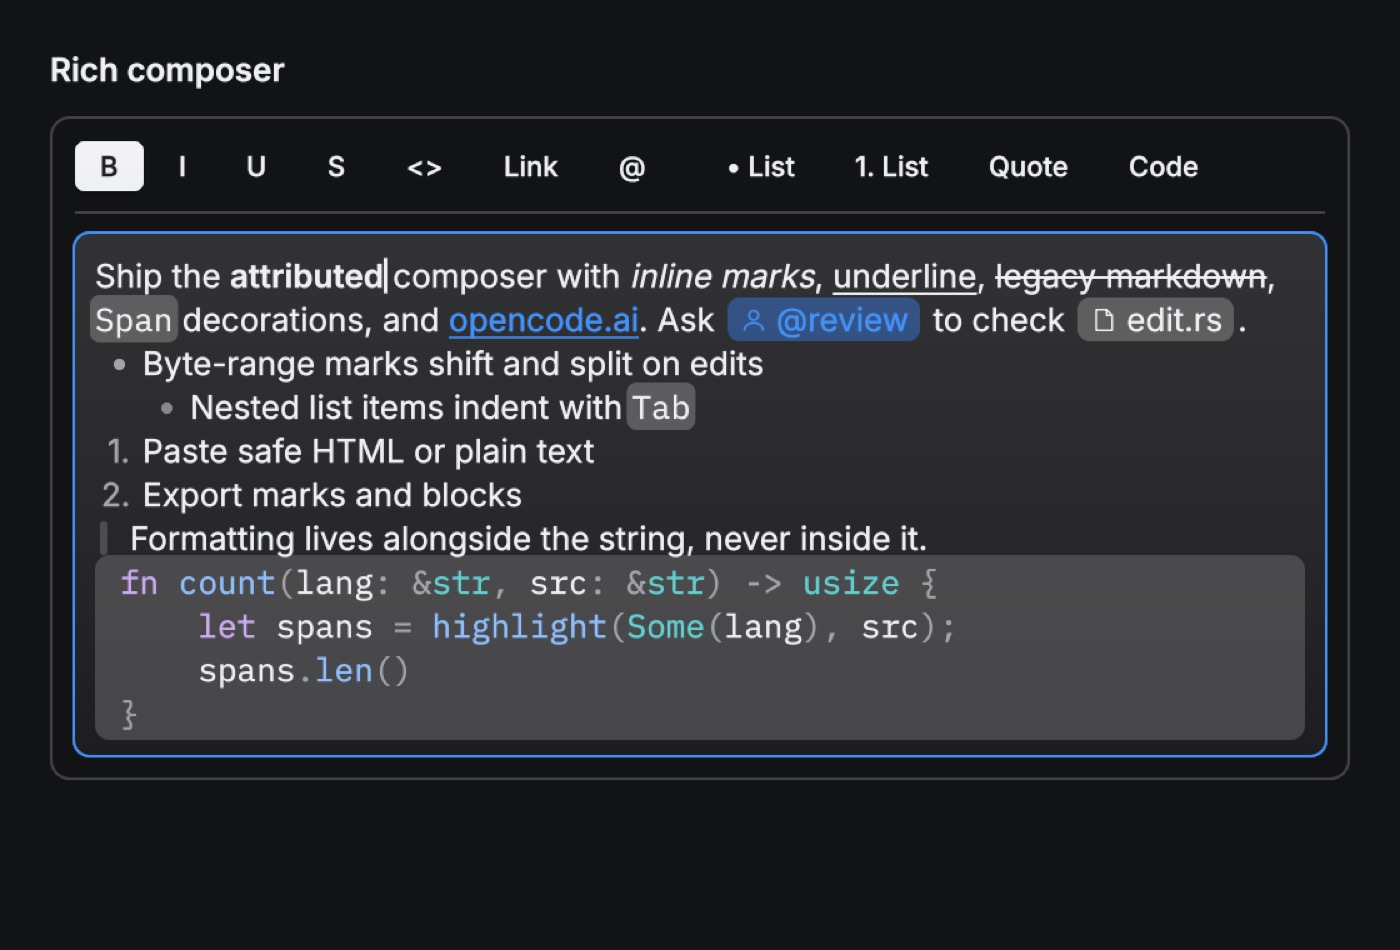 Rich composer
B I U S <> Link @ • List 1. List Quote Code
Ship the attributed composer with inline marks, underline, legacy markdown,
Span decorations, and opencode.ai. Ask @review to check edit.rs .
• Byte-range marks shift and split on edits
• Nested list items indent with Tab
1. Paste safe HTML or plain text
2. Export marks and blocks
Formatting lives alongside the string, never inside it.
fn count(lang: &str, src: &str) -> usize {
    let spans = highlight(Some(lang), src);
    spans.len()
}